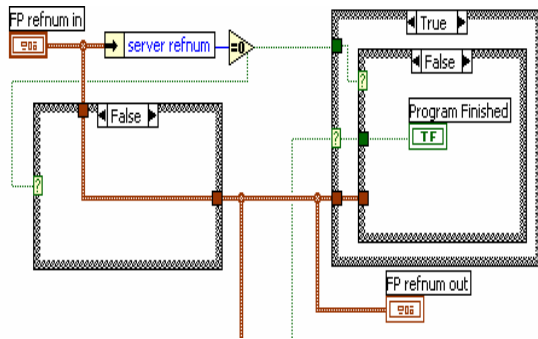 FP refnum in
True
server refnum
=0
False
False
?
Program Finished
?
TF
?
FP refnum out